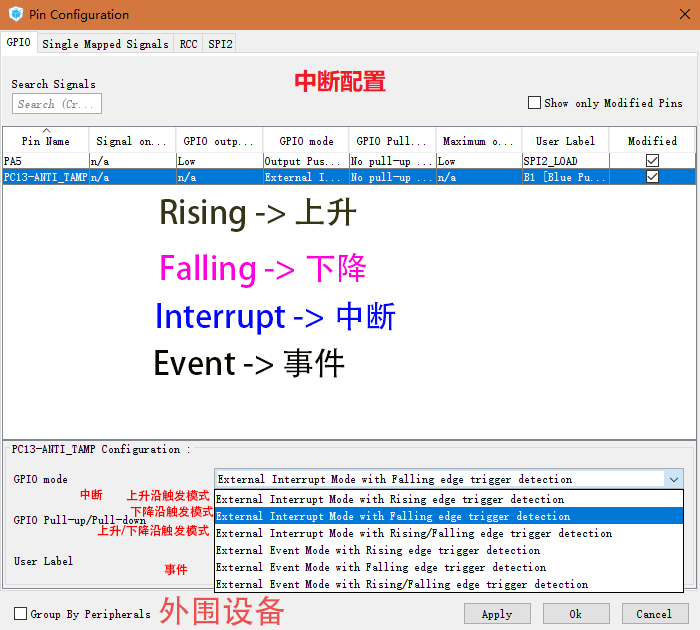 Pin Configuration
GPIO Single Mapped Signals RCC SPI2
Search Signals
中断配置
Search (Cr...
Show only Modified Pins
Pin Name Signal on... GPIO outp... GPIO mode GPIO Pull... Maximum o... User Label Modified
PA5 n/a Low Output Pus... No pull-up ... Low SPI2_LOAD
PC13-ANTI_TAMP n/a n/a External I... No pull-up ... n/a B1 [Blue Pu...
Rising -> 上升
Falling -> 下降
Interrupt -> 中断
Event -> 事件
PC13-ANTI_TAMP Configuration :
GPIO mode External Interrupt Mode with Falling edge trigger detection
中断 上升沿触发模式 External Interrupt Mode with Rising edge trigger detection
下降沿触发模式 External Interrupt Mode with Falling edge trigger detection
GPIO Pull-up/Pull-down
上升/下降沿触发模式 External Interrupt Mode with Rising/Falling edge trigger detection
External Event Mode with Rising edge trigger detection
User Label
事件 External Event Mode with Falling edge trigger detection
External Event Mode with Rising/Falling edge trigger detection
Group By Peripherals 外围设备 Apply Ok Cancel